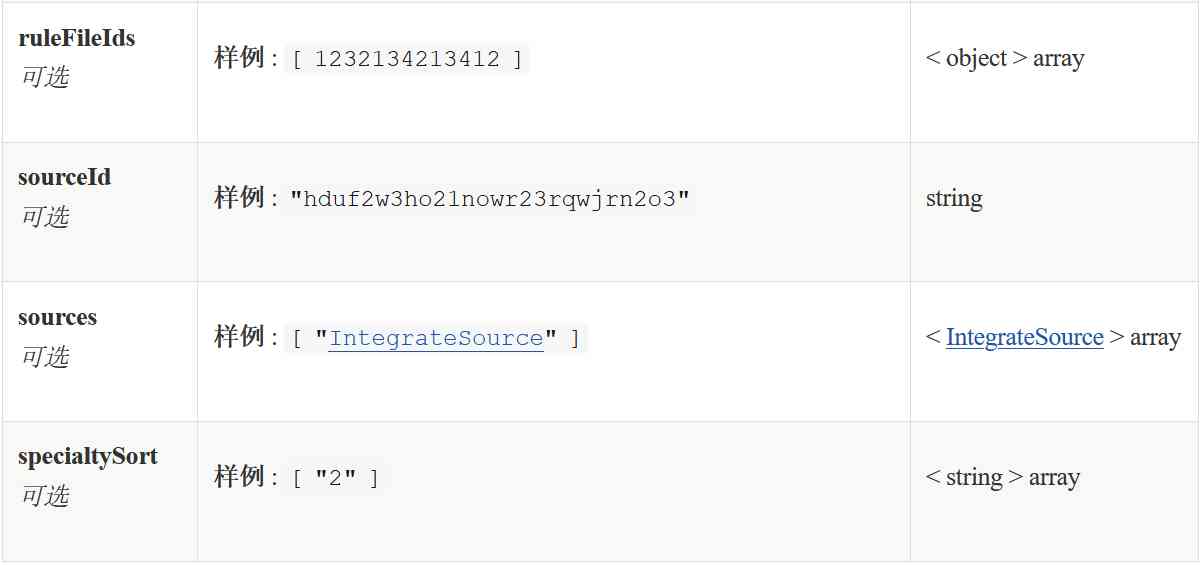 ruleFileIds
可选
样例 : [ 1232134213412 ]
< object > array
sourceId
可选
样例 : "hduf2w3ho21nowr23rqwjrn2o3"
string
sources
可选
样例 : [ "IntegrateSource" ]
< IntegrateSource > array
specialtySort
可选
样例 : [ "2" ]
< string > array